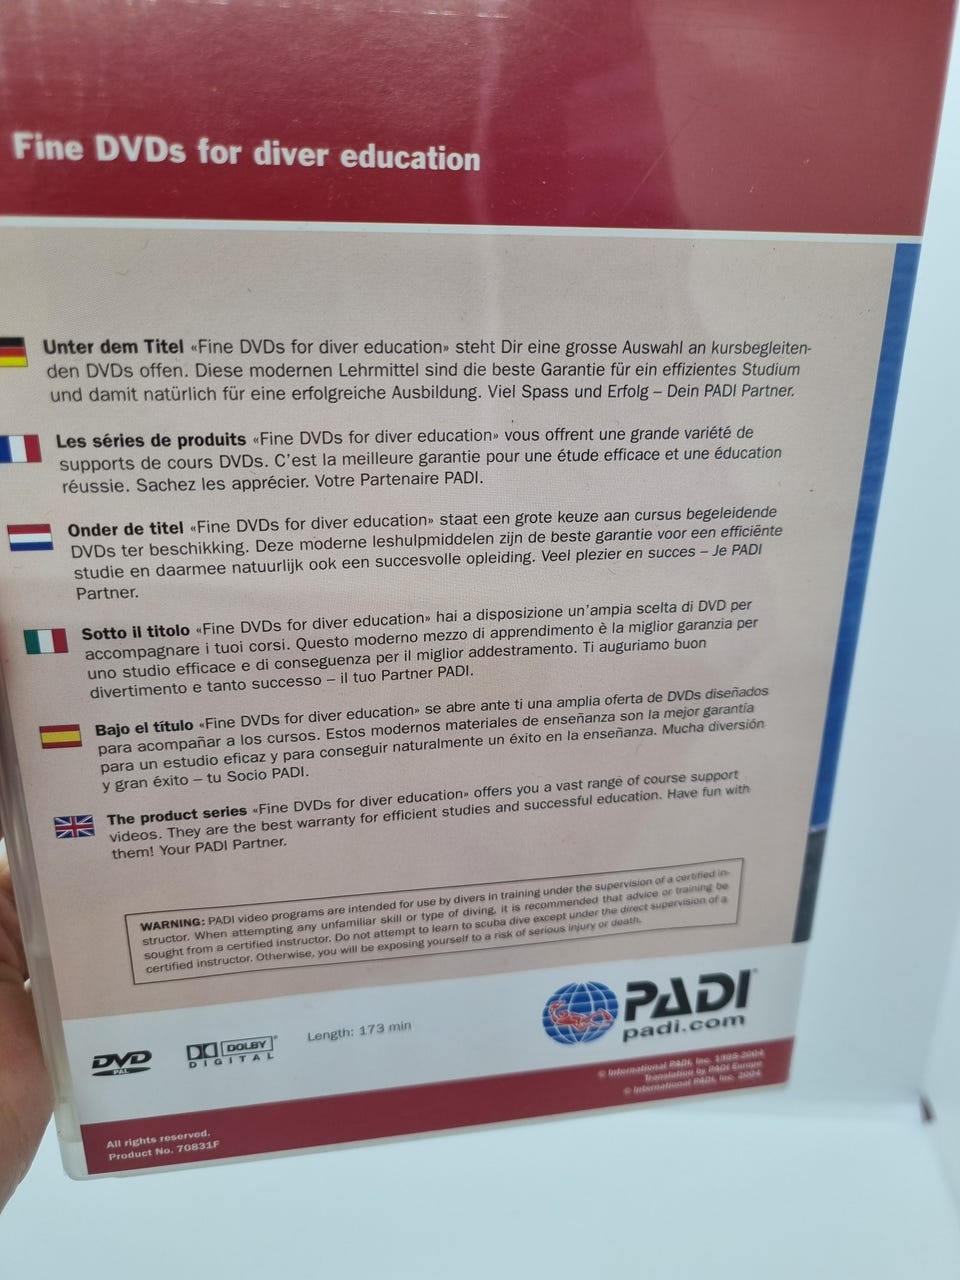 Fine DVDs for diver education
Unter dem Titel «Fine DVDs for diver education» steht Dir eine grosse Auswahl an kursbegleiten-
den DVDs offen. Diese modernen Lehrmittel sind die beste Garantie für ein effizientes Studium
und damit natürlich für eine erfolgreiche Ausbildung. Viel Spass und Erfolg – Dein PADI Partner.
Les séries de produits «Fine DVDs for diver education» vous offrent une grande variété de
supports de cours DVDs. C'est la meilleure garantie pour une étude efficace et une éducation
réussie. Sachez les apprécier. Votre Partenaire PADI.
Onder de titel «Fine DVDs for diver education» staat een grote keuze aan cursus begeleidende
DVDs ter beschikking. Deze moderne leshulpmiddelen zijn de beste garantie voor een efficiënte
studie en daarmee natuurlijk ook een succesvolle opleiding. Veel plezier en succes – Je PADI
Partner.
Sotto il titolo «Fine DVDs for diver education» hai a disposizione un'ampia scelta di DVD per
accompagnare i tuoi corsi. Questo moderno mezzo di apprendimento è la miglior garanzia per
uno studio efficace e di conseguenza per il miglior addestramento. Ti auguriamo buon
divertimento e tanto successo – il tuo Partner PADI.
Bajo el título «Fine DVDs for diver education» se abre ante ti una amplia oferta de DVDs diseñados
para acompañar a los cursos. Estos modernos materiales de enseñanza son la mejor garantía
para un estudio eficaz y para conseguir naturalmente un éxito en la enseñanza. Mucha diversión
y gran éxito – tu Socio PADI.
The product series «Fine DVDs for diver education» offers you a vast range of course support
videos. They are the best warranty for efficient studies and successful education. Have fun with
them! Your PADI Partner.
WARNING: PADI video programs are intended for use by divers in training under the supervision of a certified in-
structor. When attempting any unfamiliar skill or type of diving, it is recommended that advice or training be
sought from a certified instructor. Do not attempt to learn to scuba dive except under the direct supervision of a
certified instructor. Otherwise, you will be exposing yourself to a risk of serious injury or death.
PADI
padi.com
DVD
PAL
DOLBY
DIGITAL
Length: 173 min
© International PADI, Inc. 1995-2004
Translation by PADI Europe
© International PADI, Inc. 2004
All rights reserved.
Product No. 70831F